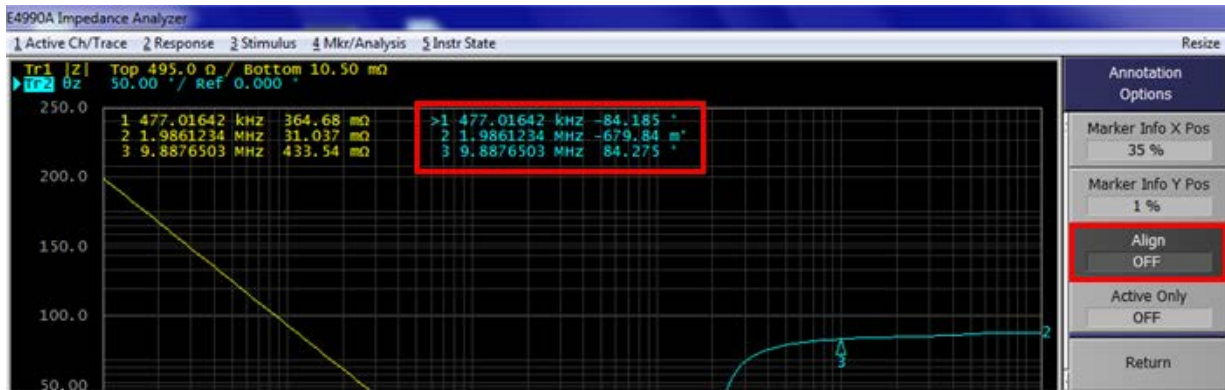 E4990A Impedance Analyzer
1 Active Ch/Trace 2 Response 3 Stimulus 4 Mkr/Analysis 5 Instr State Resize
Tr1 |Z| Top 495.0 Ω / Bottom 10.50 mΩ
Tr2 θz 50.00 °/ Ref 0.000 °
250.0
1 477.01642 kHz 364.68 mΩ >1 477.01642 kHz -84.185 °
2 1.9861234 MHz 31.037 mΩ 2 1.9861234 MHz -679.84 m°
3 9.8876503 MHz 433.54 mΩ 3 9.8876503 MHz 84.275 °
200.0
150.0
100.0
50.00
2
3
Annotation
Options
Marker Info X Pos
35 %
Marker Info Y Pos
1 %
Align
OFF
Active Only
OFF
Return